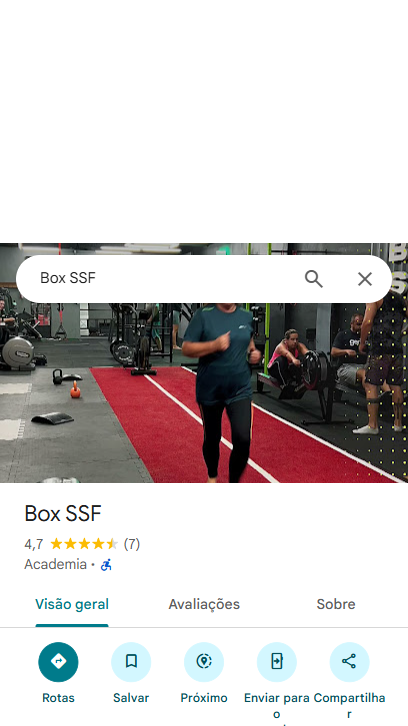 Box SSF
B
S
Box SSF
4,7 (7)
Academia •
Visão geral Avaliações Sobre
Rotas Salvar Próximo Enviar para o Compartilhar